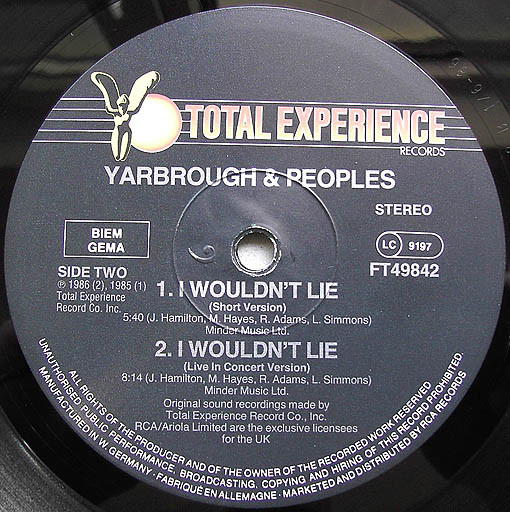 TOTAL EXPERIENCE
RECORDS
YARBROUGH & PEOPLES
STEREO
BIEM
GEMA
LC 9197
FT49842
SIDE TWO
℗ 1986 (2), 1985 (1)
Total Experience
Record Co. Inc.
1. I WOULDN'T LIE
(Short Version)
5:40 (J. Hamilton, M. Hayes, R. Adams, L. Simmons)
Minder Music Ltd.
2. I WOULDN'T LIE
(Live In Concert Version)
8:14 (J. Hamilton, M. Hayes, R. Adams, L. Simmons)
Minder Music Ltd.
Original sound recordings made by
Total Experience Record Co., Inc.
RCA/Ariola Limited are the exclusive licensees
for the UK
ALL RIGHTS OF THE PRODUCER AND OF THE OWNER OF THE RECORDED WORK RESERVED
UNAUTHORISED PUBLIC PERFORMANCE, BROADCASTING, COPYING AND HIRING OF THIS RECORD PROHIBITED.
MANUFACTURED IN W. GERMANY · FABRIQUÉ EN ALLEMAGNE · MARKETED AND DISTRIBUTED BY RCA RECORDS